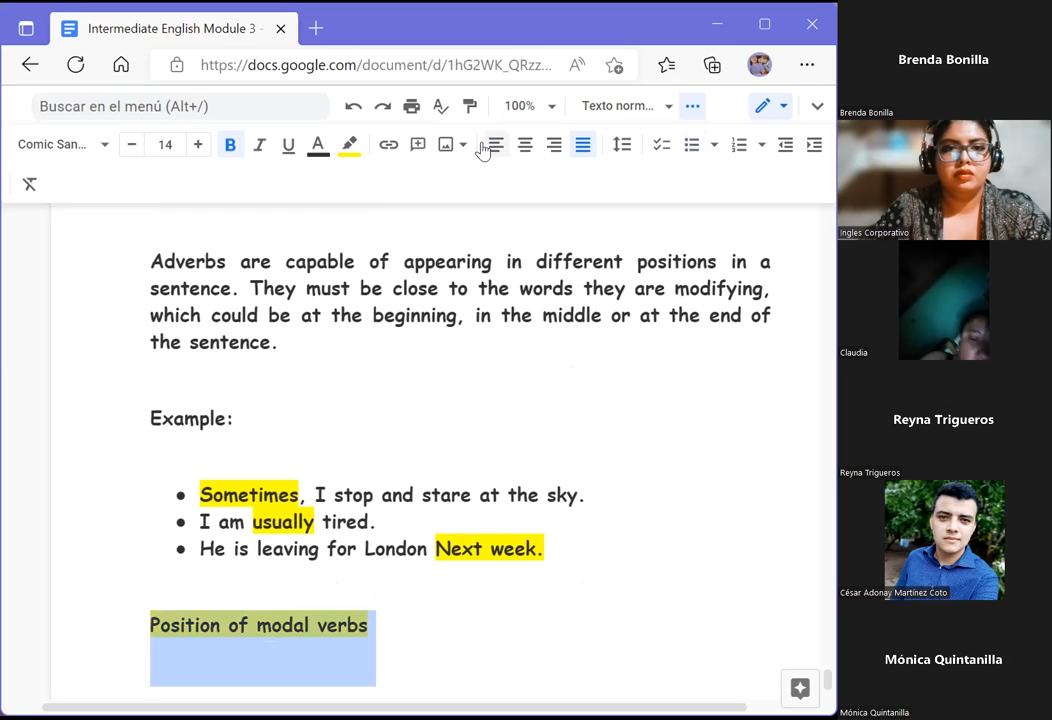 Intermediate English Module 3 -
https://docs.google.com/document/d/1hG2WK_QRzz...
Buscar en el menú (Alt+/)
100%
Texto norm...
Comic San...
14
B
I
U
A
Adverbs are capable of appearing in different positions in a
sentence. They must be close to the words they are modifying,
which could be at the beginning, in the middle or at the end of
the sentence.
Example:
● Sometimes, I stop and stare at the sky.
● I am usually tired.
● He is leaving for London Next week.
Position of modal verbs
Brenda Bonilla
Brenda Bonilla
Ingles Corporativo
Claudia
Reyna Trigueros
Reyna Trigueros
César Adonay Martínez Coto
Mónica Quintanilla
Mónica Quintanilla